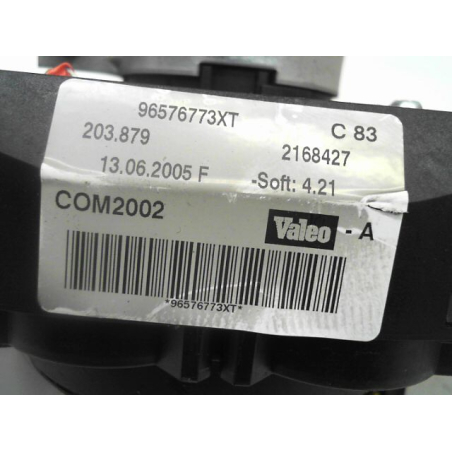 96576773XT C 83
203.879 2168427
13.06.2005 F -Soft: 4.21
COM2002 Valeo - A
*96576773XT*